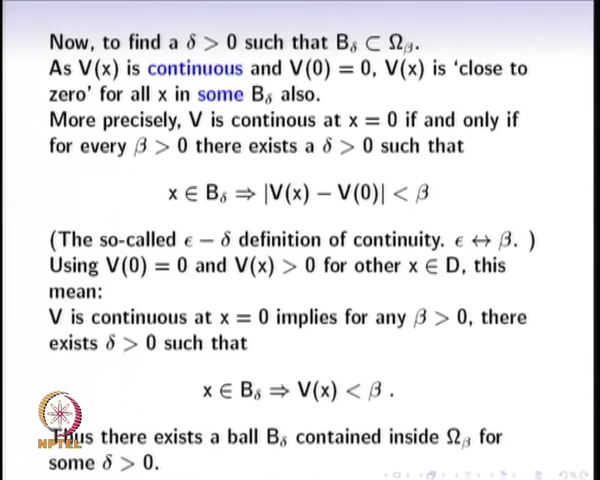 Now, to find a δ > 0 such that B_δ ⊂ Ω_β.
As V(x) is continuous and V(0) = 0, V(x) is 'close to
zero' for all x in some B_δ also.
More precisely, V is continous at x = 0 if and only if
for every β > 0 there exists a δ > 0 such that
x ∈ B_δ ⇒ |V(x) − V(0)| < β
(The so-called ϵ − δ definition of continuity. ϵ ↔ β. )
Using V(0) = 0 and V(x) > 0 for other x ∈ D, this
mean:
V is continuous at x = 0 implies for any β > 0, there
exists δ > 0 such that
x ∈ B_δ ⇒ V(x) < β .
Thus there exists a ball B_δ contained inside Ω_β for
some δ > 0.
NPTEL